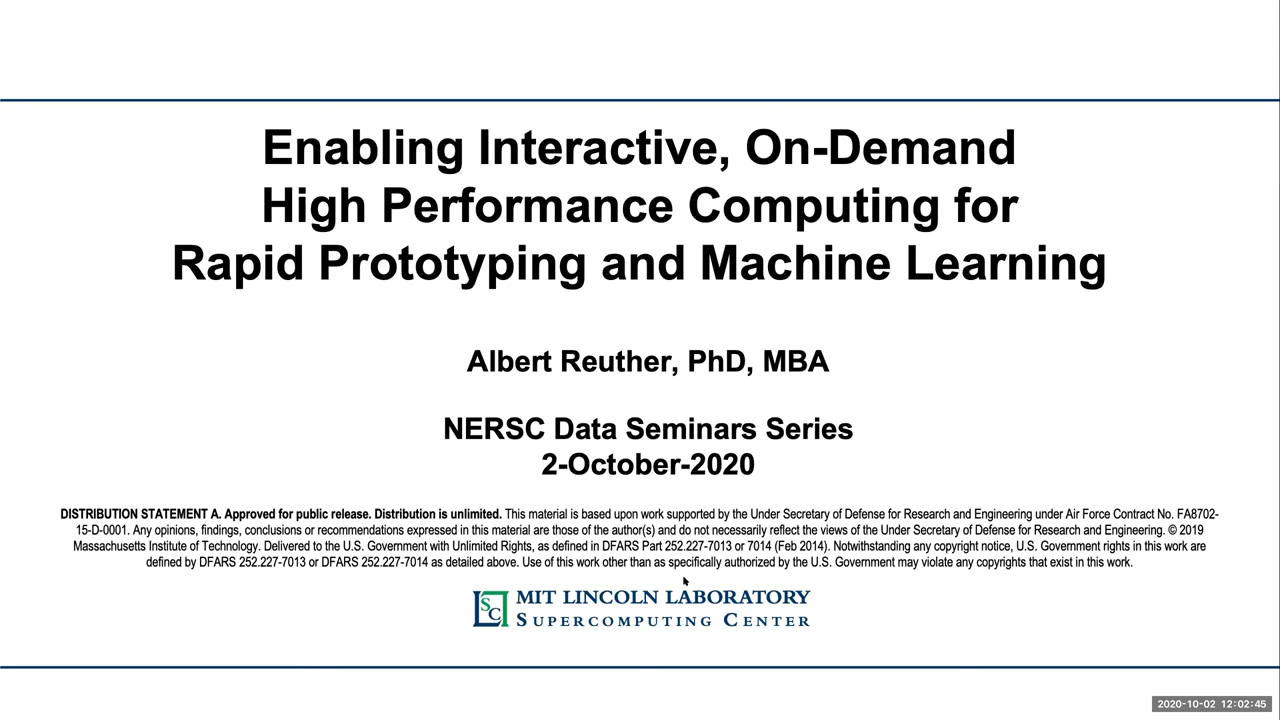 Enabling Interactive, On-Demand
High Performance Computing for
Rapid Prototyping and Machine Learning
Albert Reuther, PhD, MBA
NERSC Data Seminars Series
2-October-2020
DISTRIBUTION STATEMENT A. Approved for public release. Distribution is unlimited. This material is based upon work supported by the Under Secretary of Defense for Research and Engineering under Air Force Contract No. FA8702-
15-D-0001. Any opinions, findings, conclusions or recommendations expressed in this material are those of the author(s) and do not necessarily reflect the views of the Under Secretary of Defense for Research and Engineering. © 2019
Massachusetts Institute of Technology. Delivered to the U.S. Government with Unlimited Rights, as defined in DFARS Part 252.227-7013 or 7014 (Feb 2014). Notwithstanding any copyright notice, U.S. Government rights in this work are
defined by DFARS 252.227-7013 or DFARS 252.227-7014 as detailed above. Use of this work other than as specifically authorized by the U.S. Government may violate any copyrights that exist in this work.
SC MIT LINCOLN LABORATORY
SUPERCOMPUTING CENTER
2020-10-02 12:02:45